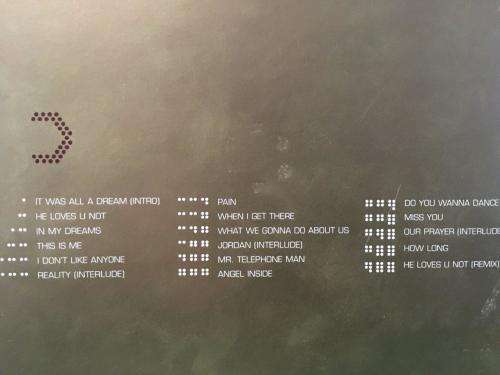 IT WAS ALL A DREAM (INTRO)
HE LOVES U NOT
IN MY DREAMS
THIS IS ME
I DON'T LIKE ANYONE
REALITY (INTERLUDE)
PAIN
WHEN I GET THERE
WHAT WE GONNA DO ABOUT US
JORDAN (INTERLUDE)
MR. TELEPHONE MAN
ANGEL INSIDE
DO YOU WANNA DANCE
MISS YOU
OUR PRAYER (INTERLUDE
HOW LONG
HE LOVES U NOT (REMIX)